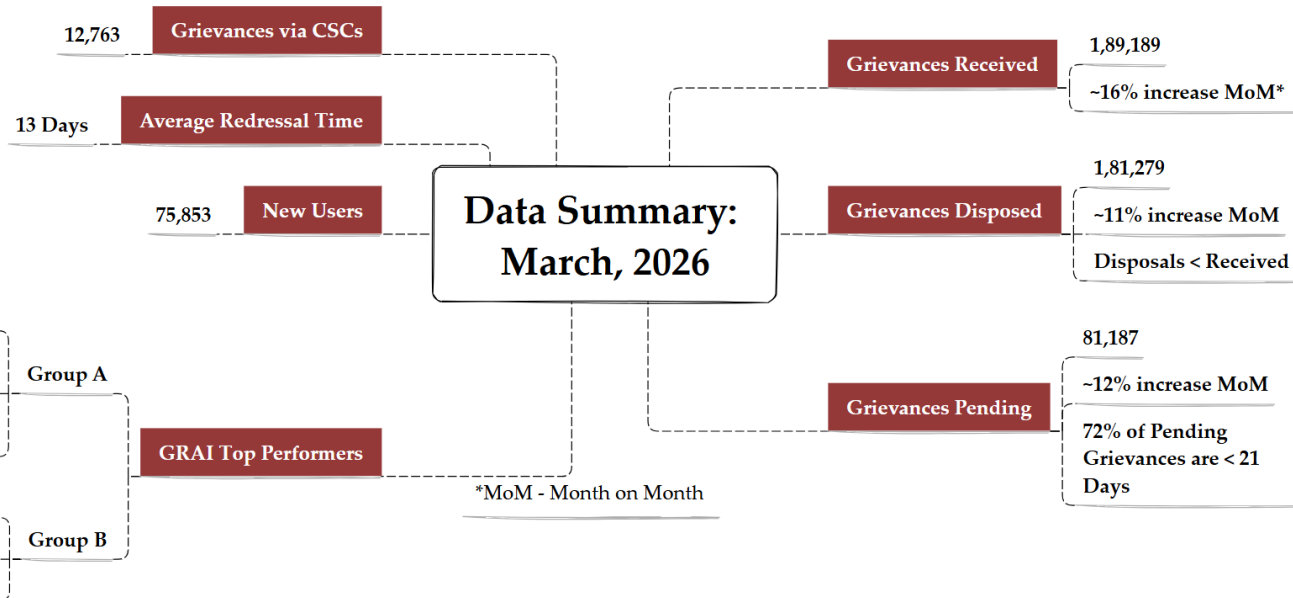 12,763
Grievances via CSCs
13 Days
Average Redressal Time
75,853
New Users
Data Summary:
March, 2026
Grievances Received
1,89,189
~16% increase MoM*
Grievances Disposed
1,81,279
~11% increase MoM
Disposals < Received
Grievances Pending
81,187
~12% increase MoM
72% of Pending
Grievances are < 21
Days
Group A
GRAI Top Performers
Group B
*MoM - Month on Month